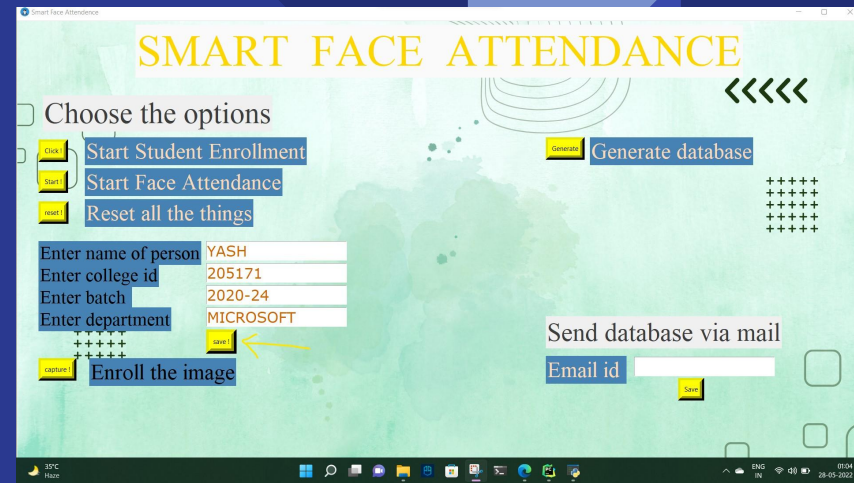 Smart Face Attendence
SMART FACE ATTENDANCE
Choose the options
Click !
Start Student Enrollment
Generate
Generate database
Start !
Start Face Attendance
reset !
Reset all the things
Enter name of person YASH
Enter college id 205171
Enter batch 2020-24
Enter department MICROSOFT
save !
Send database via mail
capture !
Enroll the image
Email id
Save
35°C
Haze
ENG
IN
01:04
28-05-2022